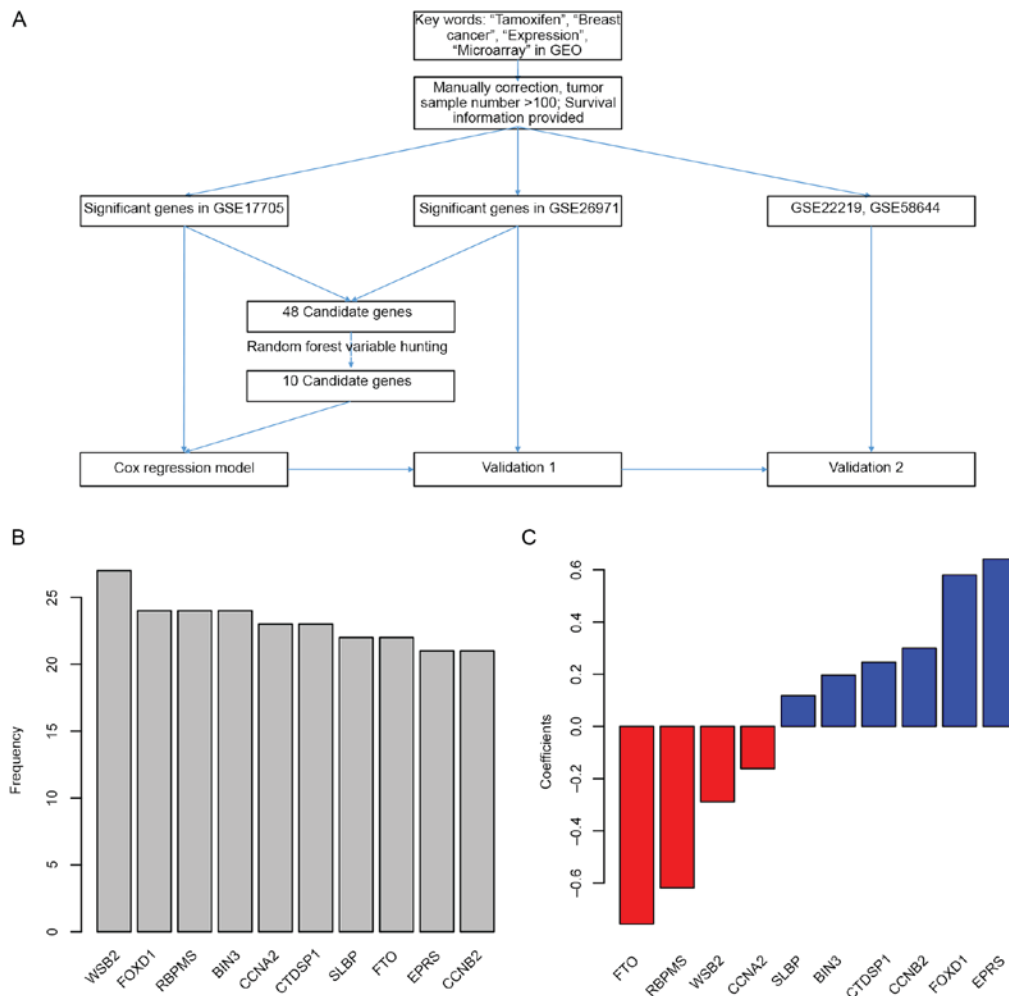 A
Key words: “Tamoxifen”, “Breast
cancer”, “Expression”,
“Microarray” in GEO
Manually correction, tumor
sample number >100; Survival
information provided
Significant genes in GSE17705
Significant genes in GSE26971
GSE22219, GSE58644
48 Candidate genes
Random forest variable hunting
10 Candidate genes
Cox regression model
Validation 1
Validation 2
B
Frequency
25
20
15
10
5
0
WSB2
FOXD1
RBPMS
BIN3
CCNA2
CTDSP1
SLBP
FTO
EPRS
CCNB2
C
Coefficients
0.6
0.4
0.2
−0.0
−0.2
−0.4
−0.6
FTO
RBPMS
WSB2
CCNA2
SLBP
BIN3
CTDSP1
CCNB2
FOXD1
EPRS